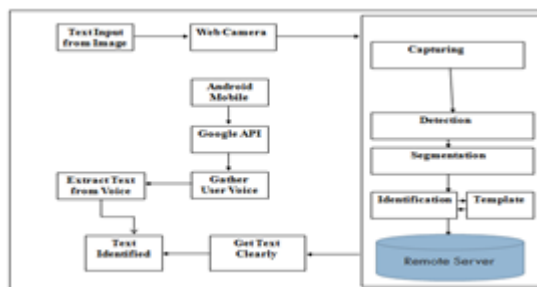 Text Input
from Image
Web Camera
Capturing
Android
Mobile
Google API
Detection
Segmentation
Extract Text
from Voice
Gather
User Voice
Identification
Template
Text
Identified
Get Text
Clearly
Remote Server